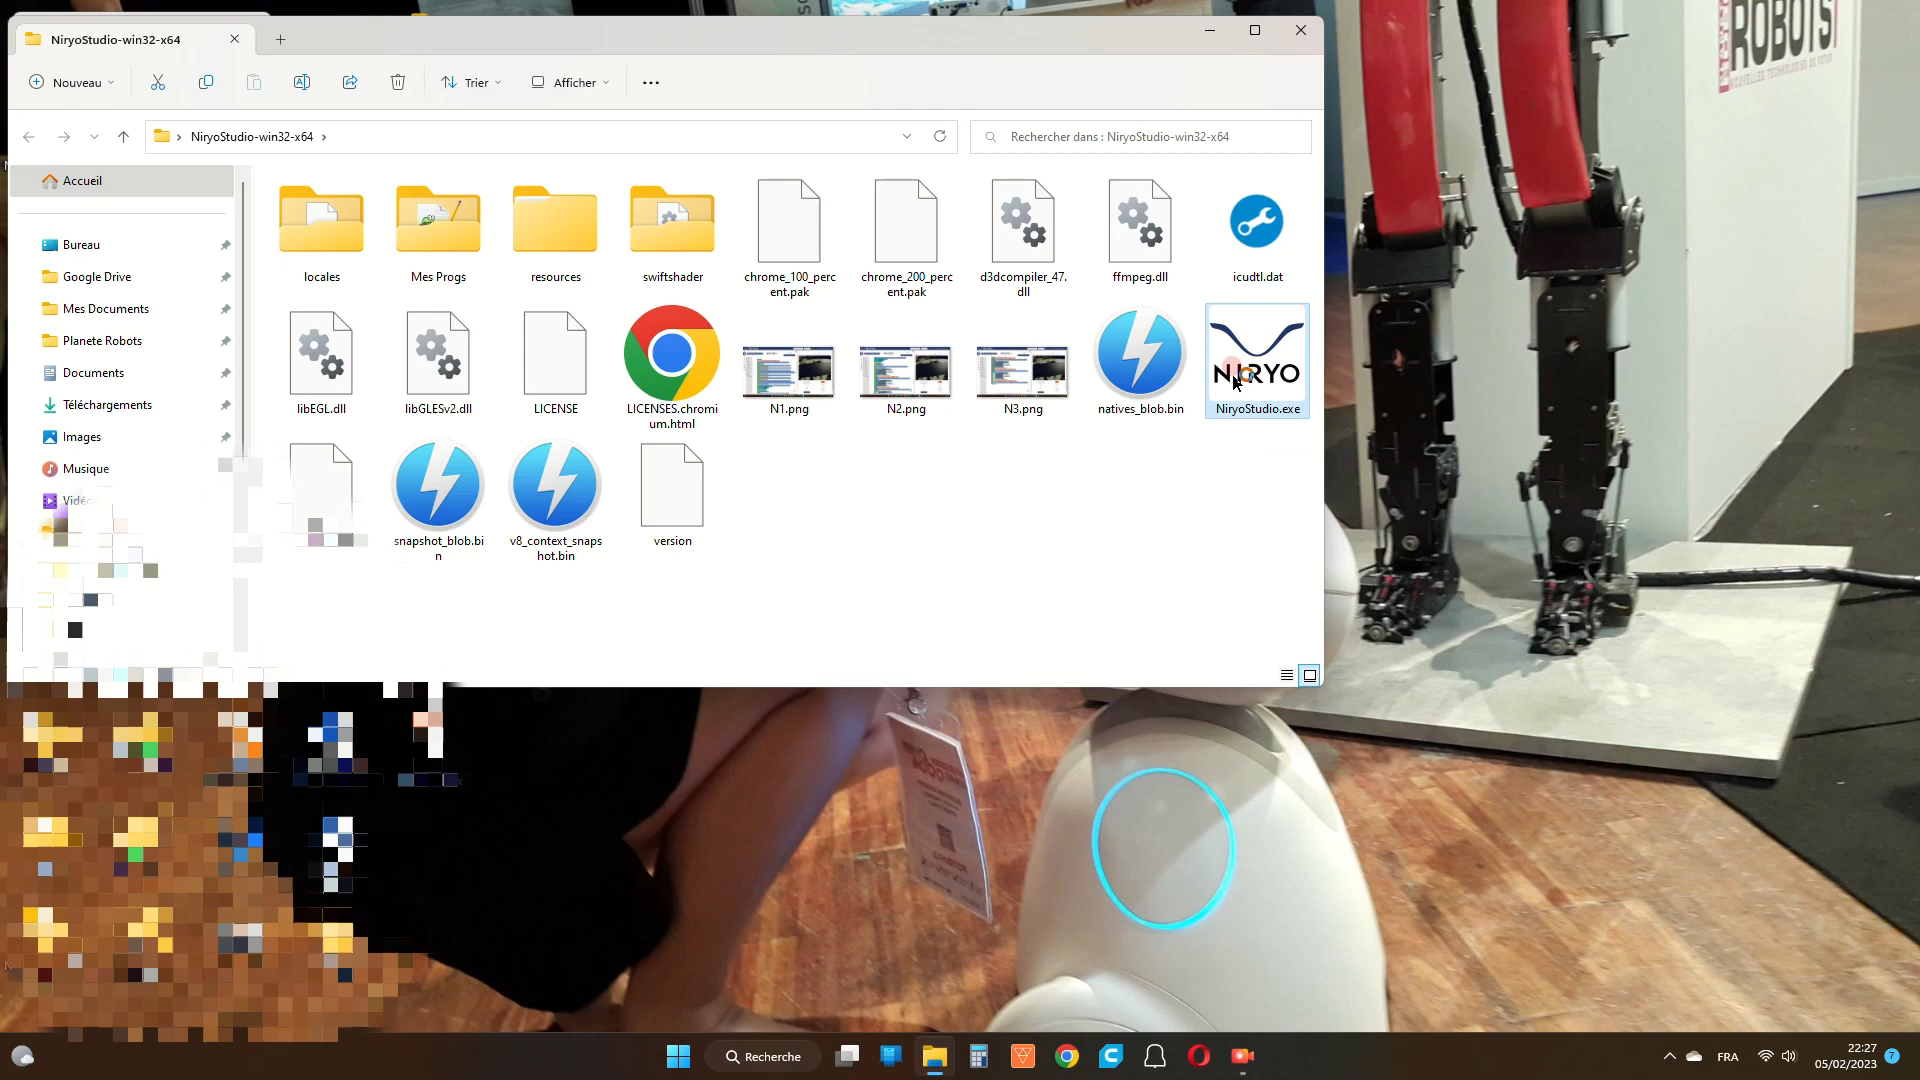 NiryoStudio-win32-x64
Nouveau
Trier
Afficher
NiryoStudio-win32-x64
Rechercher dans : NiryoStudio-win32-x64
Accueil
Bureau
Google Drive
Mes Documents
Planete Robots
Documents
Téléchargements
Images
Musique
locales
Mes Progs
resources
swiftshader
chrome_100_perc
ent.pak
chrome_200_perc
ent.pak
d3dcompiler_47.
dll
ffmpeg.dll
icudtl.dat
libEGL.dll
libGLESv2.dll
LICENSE
LICENSES.chromi
um.html
N1.png
N2.png
N3.png
natives_blob.bin
NIRYO
NiryoStudio.exe
snapshot_blob.bi
n
v8_context_snaps
hot.bin
version
ROBOTS
Recherche
FRA
22:27
05/02/2023
7